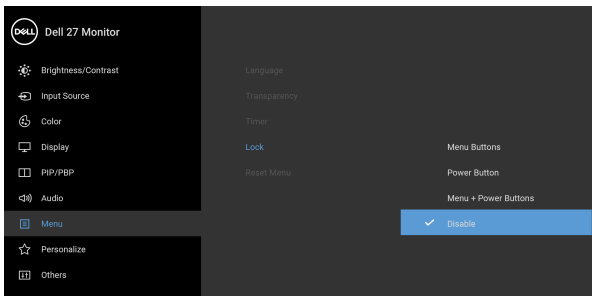 DELL Dell 27 Monitor
Brightness/Contrast
Input Source
Color
Display
PIP/PBP
Audio
Menu
Personalize
Others
Language
Transparency
Timer
Lock
Reset Menu
Menu Buttons
Power Button
Menu + Power Buttons
Disable